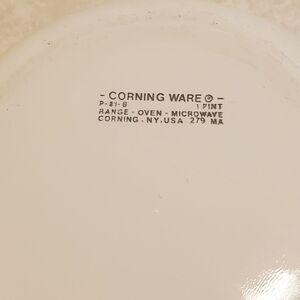 - CORNING WARE ® -
P-81-B 1 PINT
RANGE - OVEN - MICROWAVE
CORNING, NY. USA 279 MA